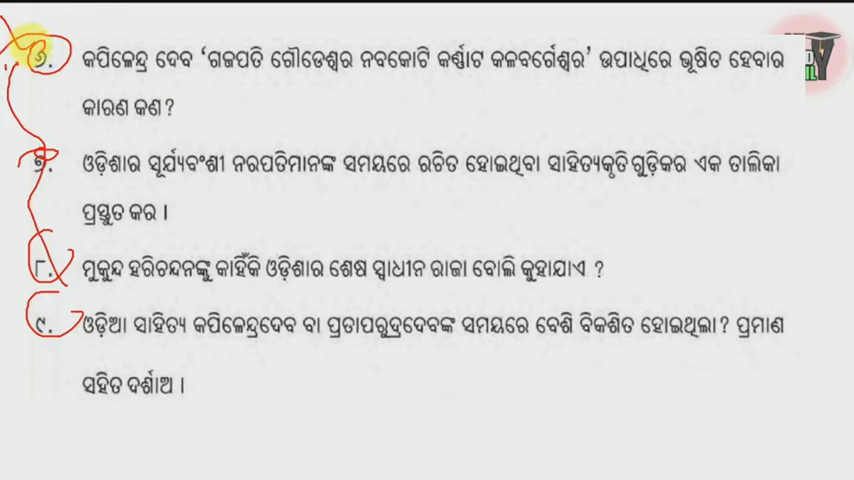 ୬. କପିଳେନ୍ଦ୍ର ଦେବ ‘ଗଜପତି ଗୌଡେଶ୍ୱର ନବକୋଟି କର୍ଣ୍ଣାଟ କଳବର୍ଗେଶ୍ୱର’ ଉପାଧିରେ ଭୂଷିତ ହେବାର
କାରଣ କଣ?
୭. ଓଡ଼ିଶାର ସୂର୍ଯ୍ୟବଂଶୀ ନରପତିମାନଙ୍କ ସମୟରେ ରଚିତ ହୋଇଥିବା ସାହିତ୍ୟକୃତିଗୁଡ଼ିକର ଏକ ତାଲିକା
ପ୍ରସ୍ତୁତ କର ।
୮. ମୁକୁନ୍ଦ ହରିଚନ୍ଦନଙ୍କୁ କାହିଁକି ଓଡ଼ିଶାର ଶେଷ ସ୍ୱାଧୀନ ରାଜା ବୋଲି କୁହାଯାଏ ?
୯. ଓଡ଼ିଆ ସାହିତ୍ୟ କପିଳେନ୍ଦ୍ରଦେବ ବା ପ୍ରତାପରୁଦ୍ରଦେବଙ୍କ ସମୟରେ ବେଶି ବିକଶିତ ହୋଇଥିଲା? ପ୍ରମାଣ
ସହିତ ଦର୍ଶାଅ ।